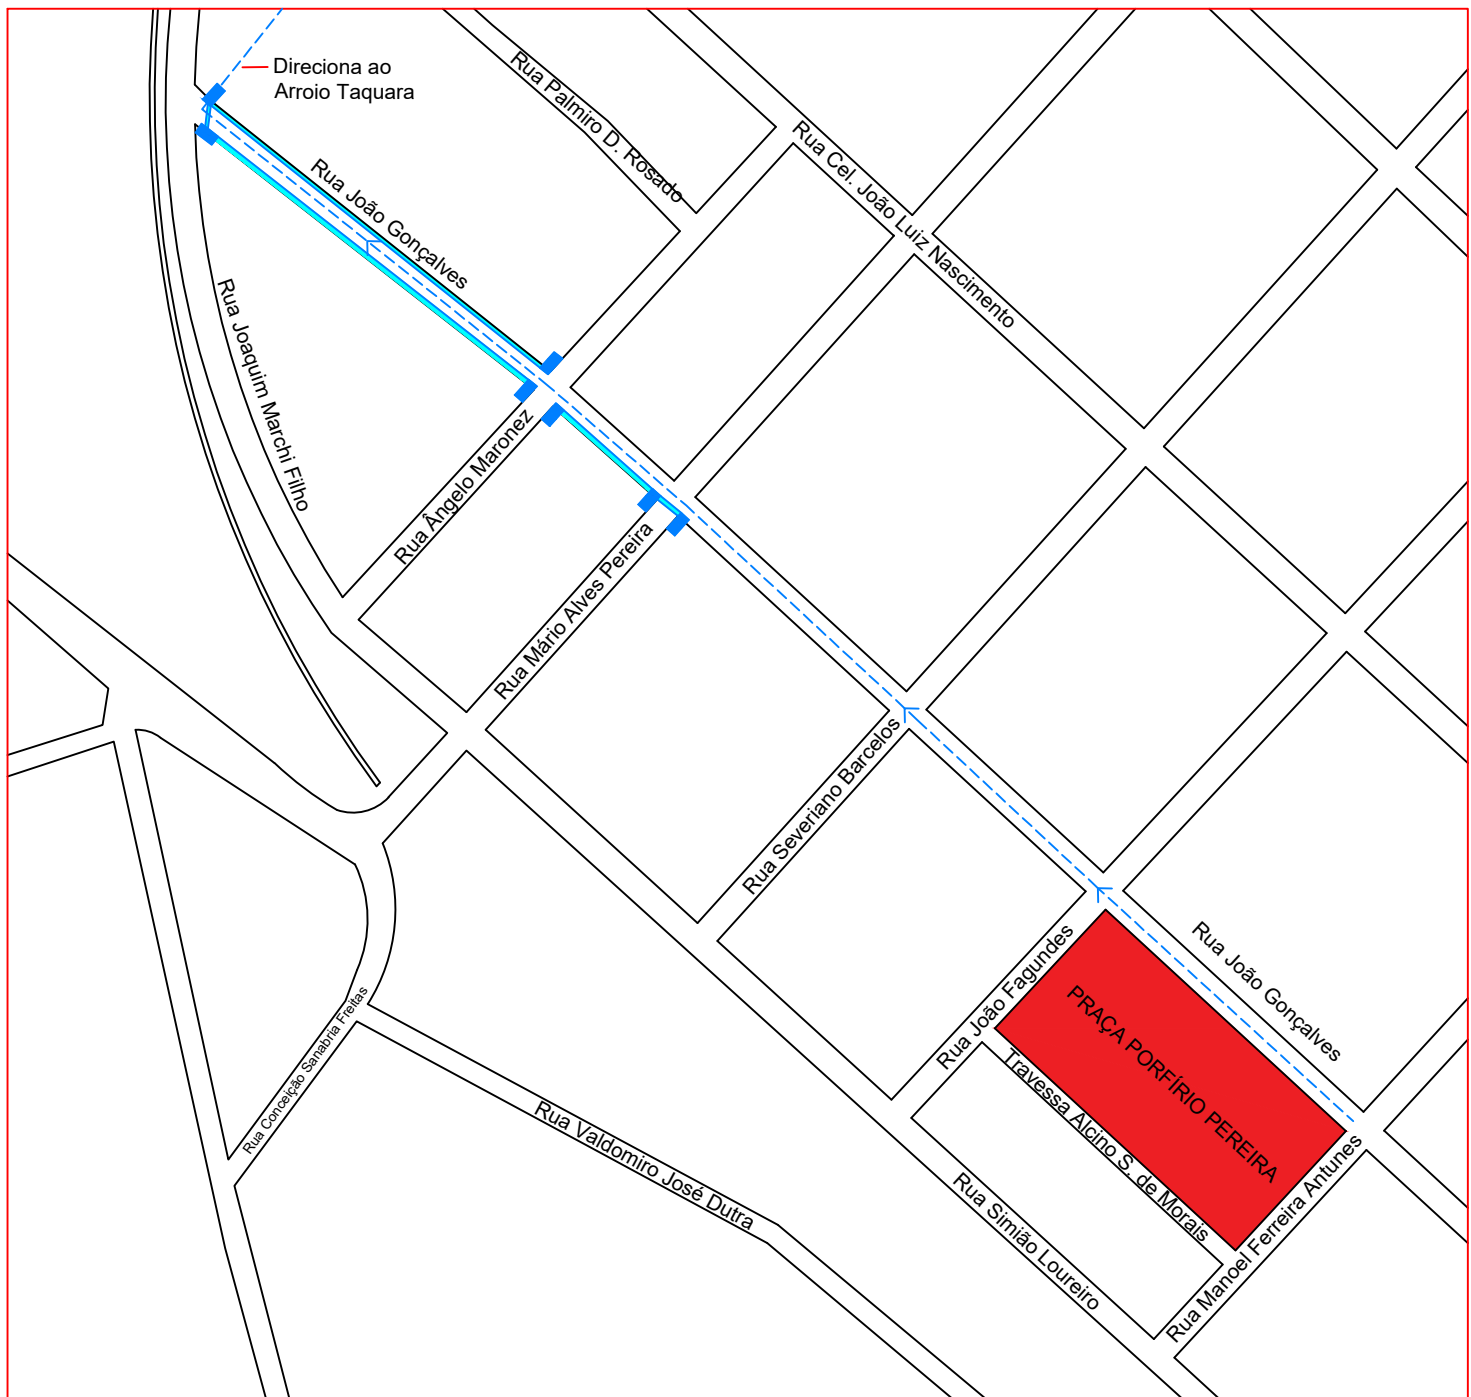 Direciona ao
Arroio Taquara
Rua Palmiro D. Rosado
Rua Cel. João Luiz Nascimento
Rua João Gonçalves
Rua Joaquim Marchi Filho
Rua Ângelo Maronez
Rua Mário Alves Pereira
Rua Severiano Barcelos
Rua João Fagundes
Rua João Gonçalves
PRAÇA PORFÍRIO PEREIRA
Travessa Alcino S. de Morais
Rua Manoel Ferreira Antunes
Rua Simião Loureiro
Rua Conceição Sanabria Freitas
Rua Valdomiro José Dutra